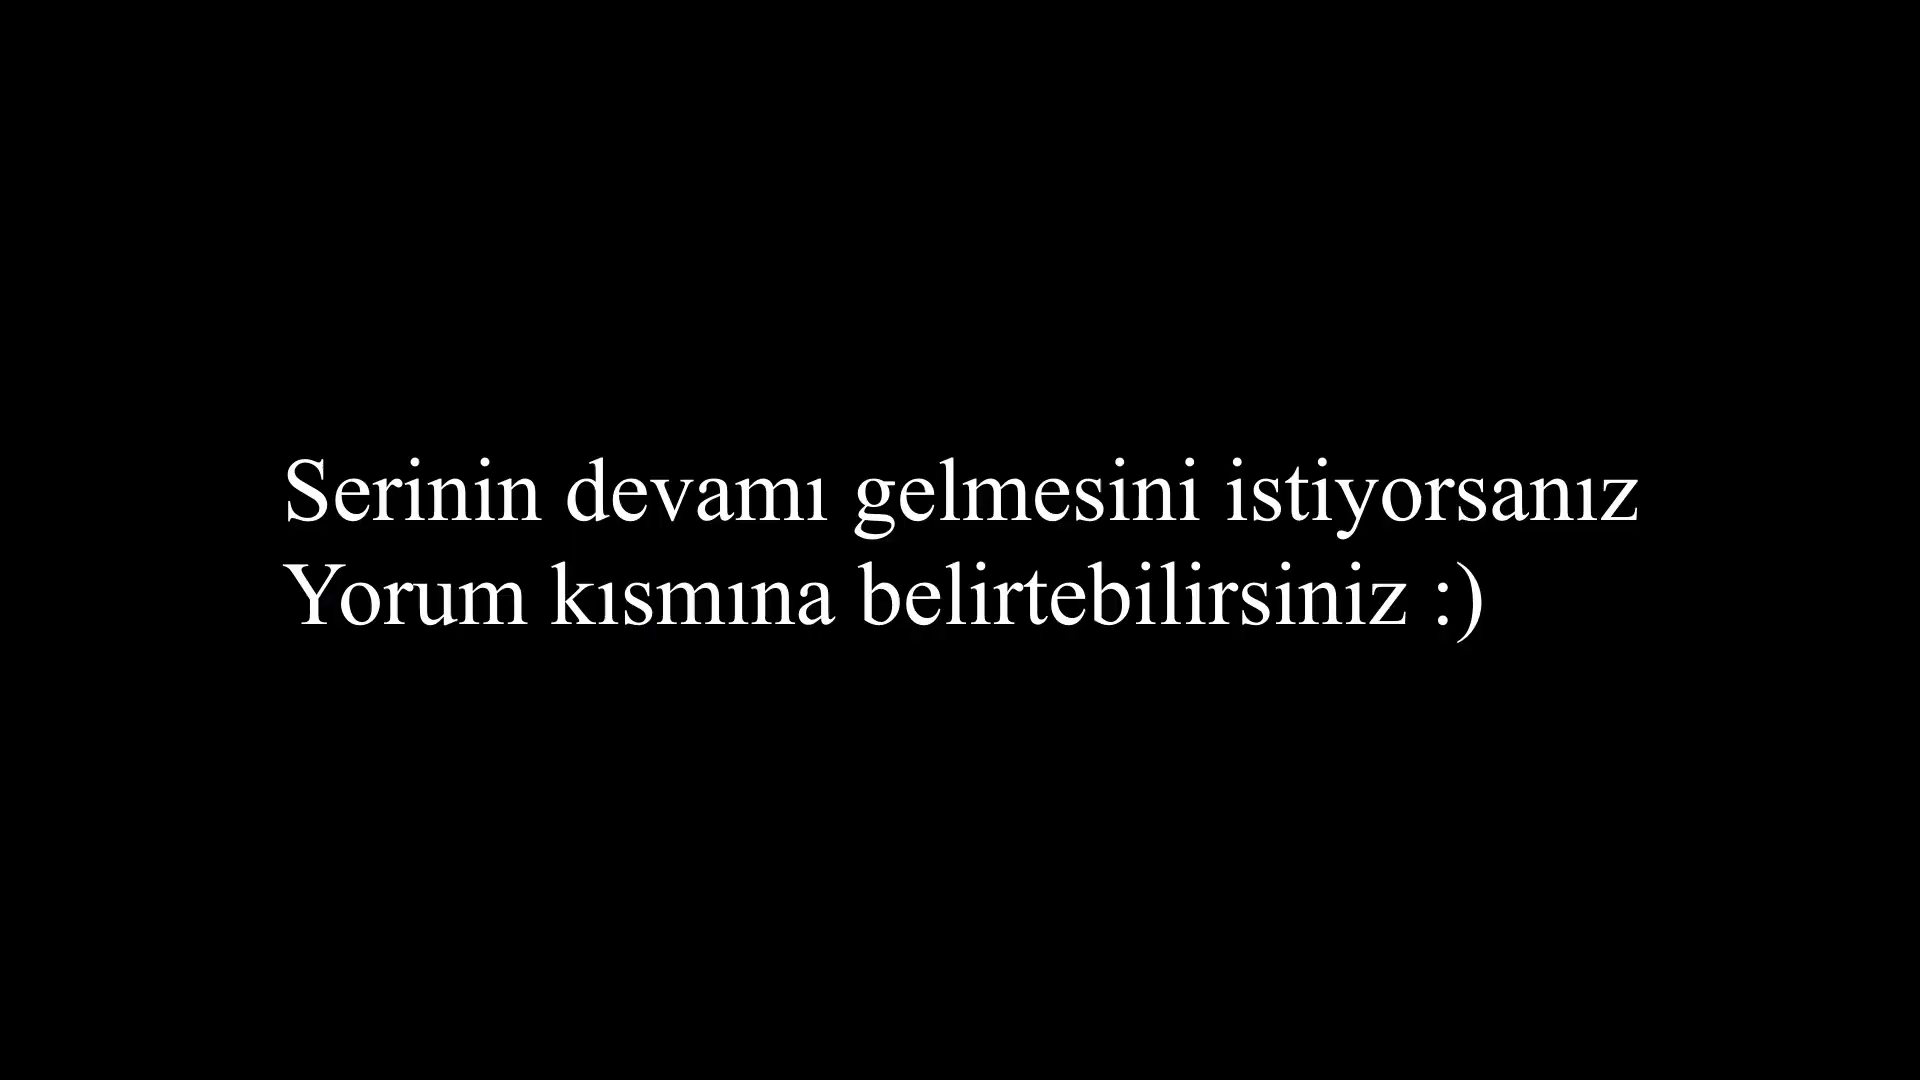 Serinin devamı gelmesini istiyorsanız
Yorum kısmına belirtebilirsiniz :)